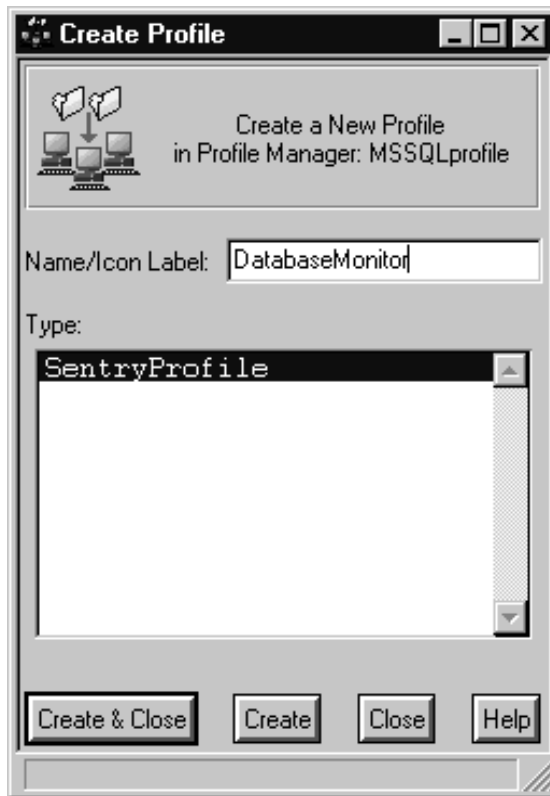 Create Profile
Create a New Profile
in Profile Manager: MSSQLprofile
Name/Icon Label: DatabaseMonitor
Type:
SentryProfile
Create & Close Create Close Help